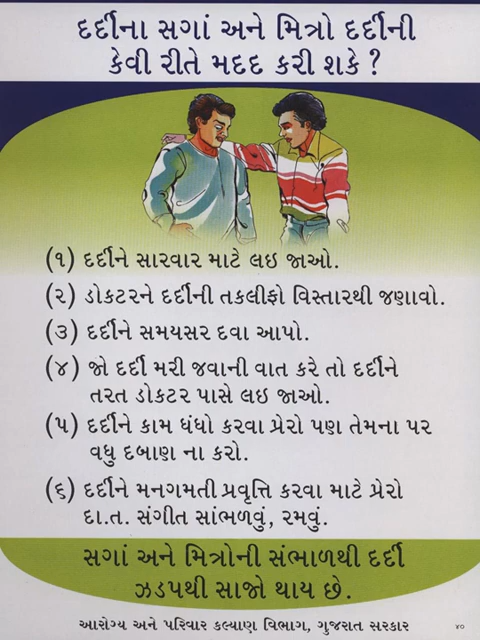 દર્દીના સગાં અને મિત્રો દર્દીની
કેવી રીતે મદદ કરી શકે ?
(૧) દર્દીને સારવાર માટે લઇ જાઓ.
(૨) ડોકટરને દર્દીની તકલીફો વિસ્તારથી જણાવો.
(૩) દર્દીને સમયસર દવા આપો.
(૪) જો દર્દી મરી જવાની વાત કરે તો દર્દીને
તરત ડોકટર પાસે લઇ જાઓ.
(૫) દર્દીને કામ ધંધો કરવા પ્રેરો પણ તેમના પર
વધુ દબાણ ના કરો.
(૬) દર્દીને મનગમતી પ્રવૃત્તિ કરવા માટે પ્રેરો
દા.ત. સંગીત સાંભળવું, રમવું.
સગાં અને મિત્રોની સંભાળથી દર્દી
ઝડપથી સાજો થાય છે.
આરોગ્ય અને પરિવાર કલ્યાણ વિભાગ, ગુજરાત સરકાર
૪૦